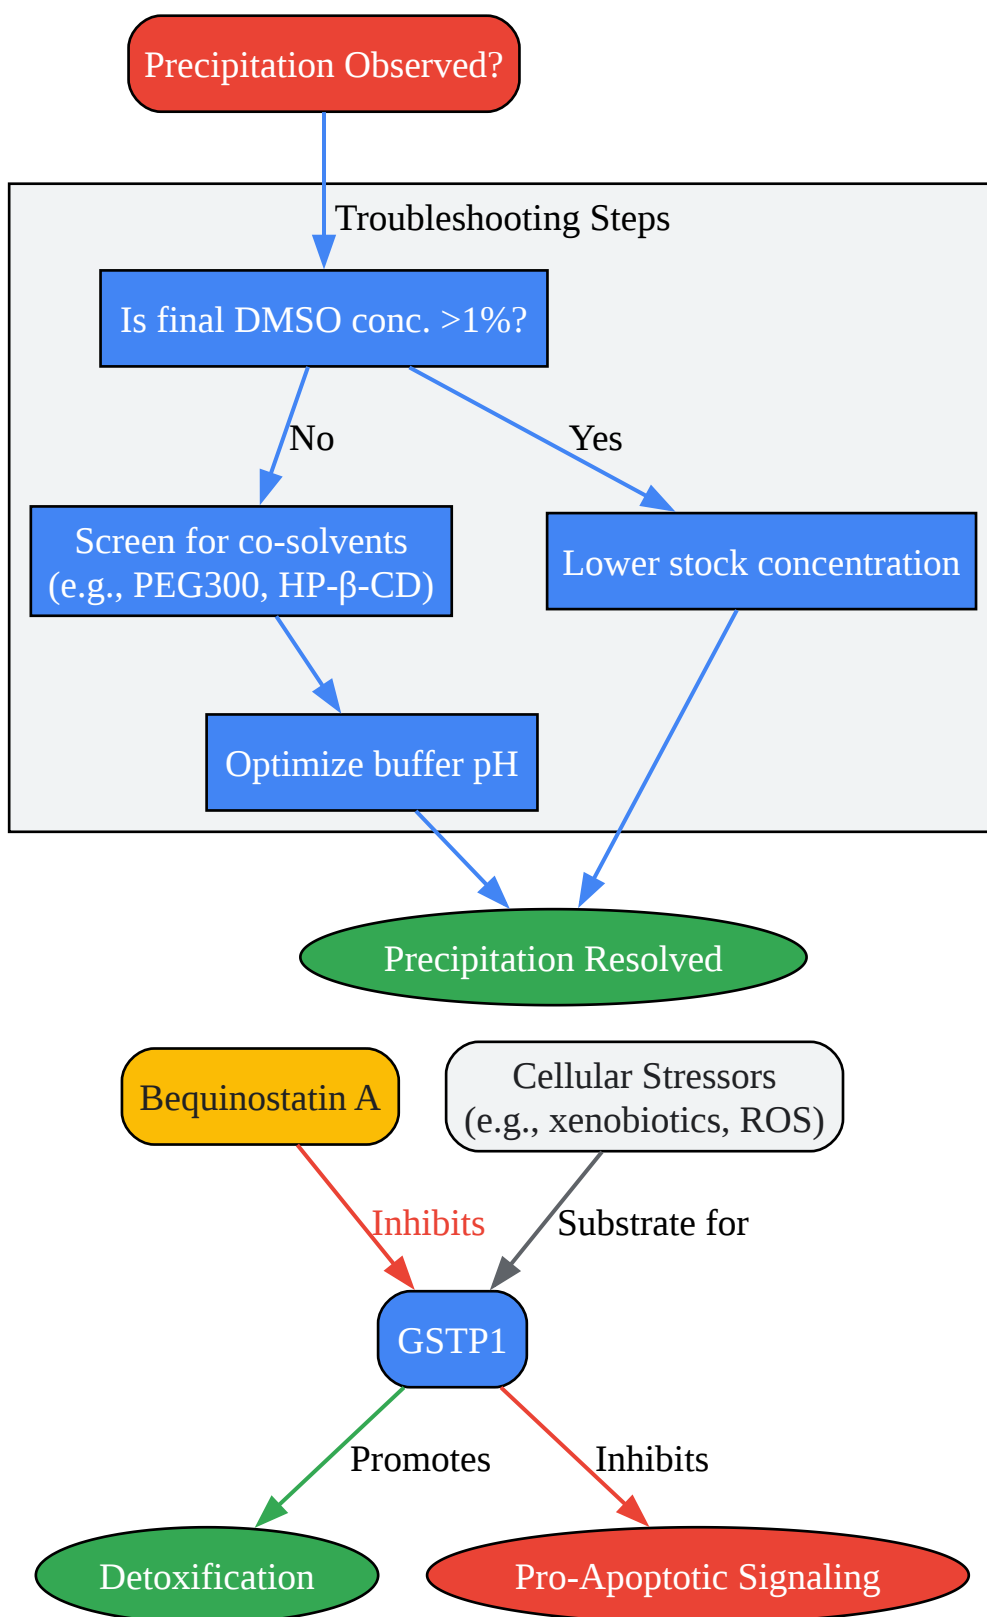 Precipitation Observed?
Troubleshooting Steps
Is final DMSO conc. >1%?
No
Yes
Screen for co-solvents
(e.g., PEG300, HP-β-CD)
Lower stock concentration
Optimize buffer pH
Precipitation Resolved
Bequinostatin A
Cellular Stressors
(e.g., xenobiotics, ROS)
Inhibits
Substrate for
GSTP1
Promotes
Inhibits
Detoxification
Pro-Apoptotic Signaling